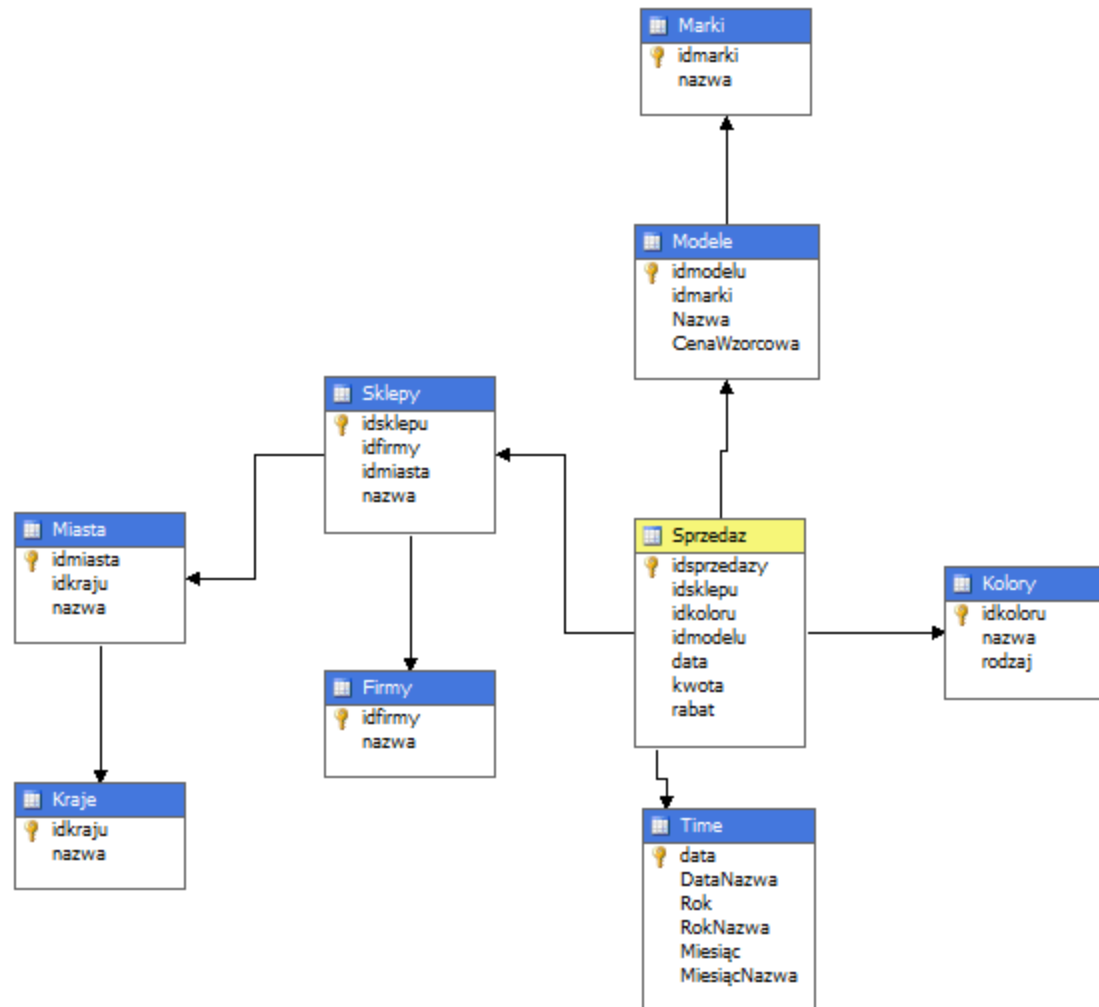 Marki
idmarki
nazwa
Modele
idmodelu
idmarki
Nazwa
CenaWzorcowa
Sklepy
idsklepu
idfirmy
idmiasta
nazwa
Miasta
idmiasta
idkraju
nazwa
Sprzedaz
idsprzedazy
idsklepu
idkoloru
idmodelu
data
kwota
rabat
Kolory
idkoloru
nazwa
rodzaj
Firmy
idfirmy
nazwa
Kraje
idkraju
nazwa
Time
data
DataNazwa
Rok
RokNazwa
Miesiąc
MiesiącNazwa